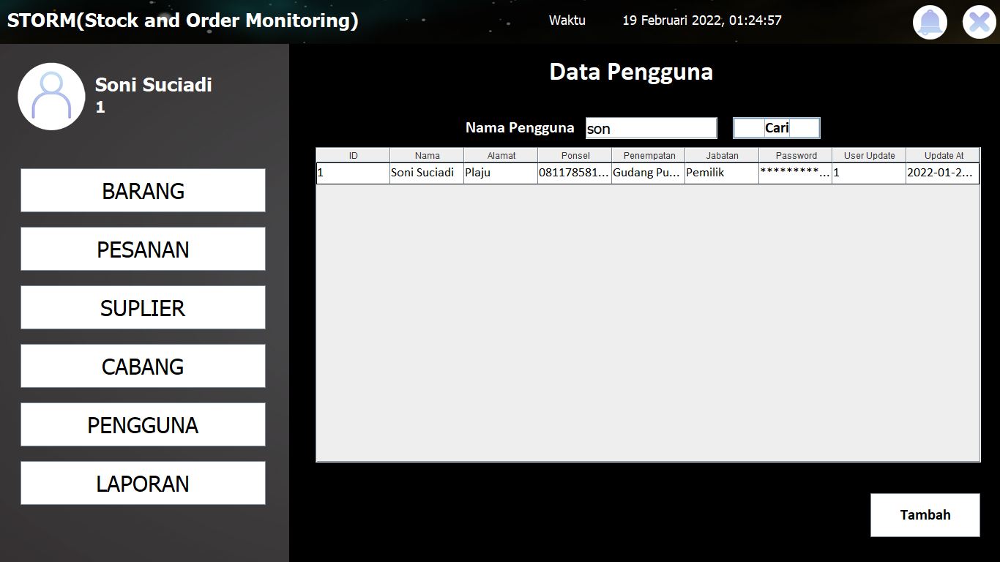 STORM(Stock and Order Monitoring)
Waktu 19 Februari 2022, 01:24:57
Soni Suciadi
1
BARANG
PESANAN
SUPLIER
CABANG
PENGGUNA
LAPORAN
Data Pengguna
Nama Pengguna son Cari
ID Nama Alamat Ponsel Penempatan Jabatan Password User Update Update At
1 Soni Suciadi Plaju 081178581... Gudang Pu... Pemilik *********... 1 2022-01-2...
Tambah